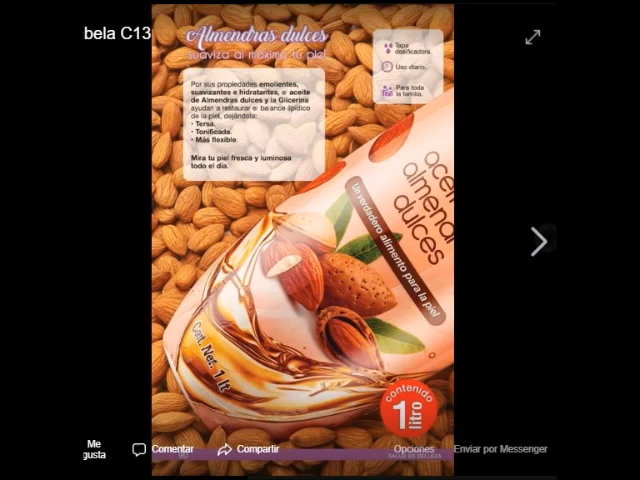 bela C13
Almendras dulces
suaviza al máximo tu piel
Tapa
dosificadora.
Uso diario.
Para toda
la familia.
Por sus propiedades emolientes,
suavizantes e hidratantes, el aceite
de Almendras dulces y la Glicerina
ayudan a restaurar el balance lipídico
de la piel, dejándola:
• Tersa.
• Tonificada.
• Más flexible.
Mira tu piel fresca y luminosa
todo el día.
aceite
almendras
dulces
Un verdadero alimento para la piel
Cont. Net. 1 lt
contenido
1 litro
Me gusta
Comentar
Compartir
Opciones
Enviar por Messenger
SALUD ES BELLEZA